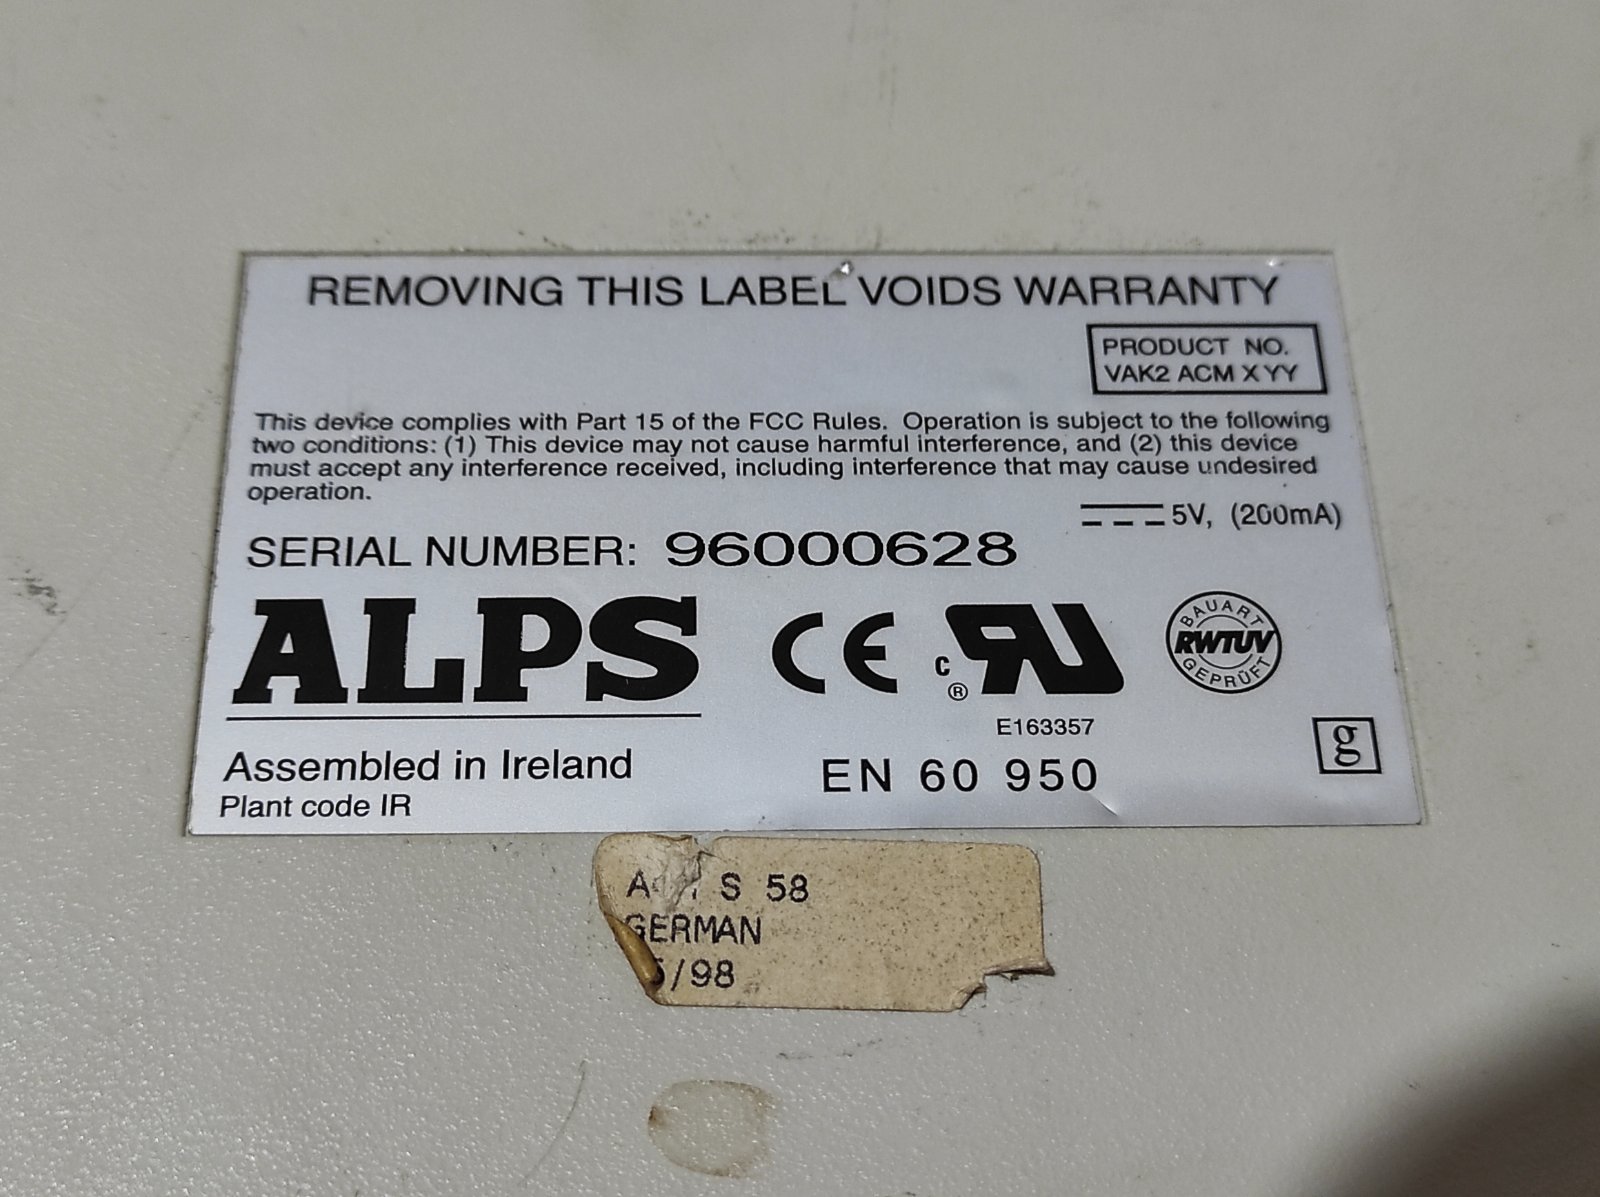 REMOVING THIS LABEL VOIDS WARRANTY
PRODUCT NO.
VAK2 ACM X YY
This device complies with Part 15 of the FCC Rules. Operation is subject to the following
two conditions: (1) This device may not cause harmful interference, and (2) this device
must accept any interference received, including interference that may cause undesired
operation.
5V, (200mA)
SERIAL NUMBER: 96000628
ALPS
CE
c RU ®
BAUART
RWTUV
GEPRÜFT
E163357
g
Assembled in Ireland
EN 60 950
Plant code IR
S 58
GERMAN
/98